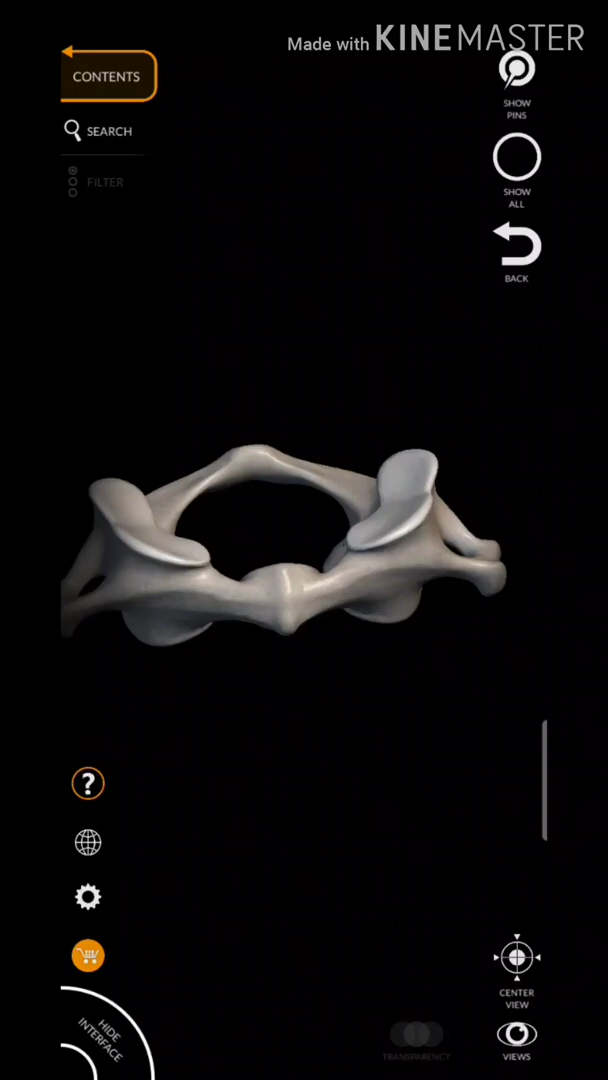 Made with KINEMASTER
CONTENTS
SEARCH
FILTER
SHOW
PINS
SHOW
ALL
BACK
?
HIDE
INTERFACE
CENTER
VIEW
TRANSPARENCY
VIEWS